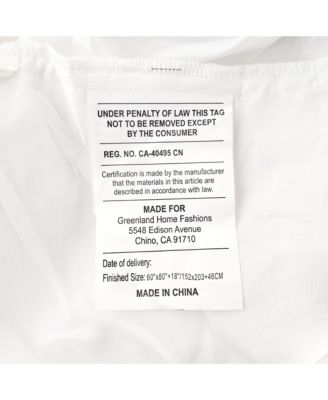 UNDER PENALTY OF LAW THIS TAG
NOT TO BE REMOVED EXCEPT
BY THE CONSUMER
REG. NO. CA-40495 CN
Certification is made by the manufacturer
that the materials in this article are
described in accordance with law.
MADE FOR
Greenland Home Fashions
5548 Edison Avenue
Chino, CA 91710
Date of delivery:
Finished Size: 60"x80"+18"/152x203+46CM
MADE IN CHINA